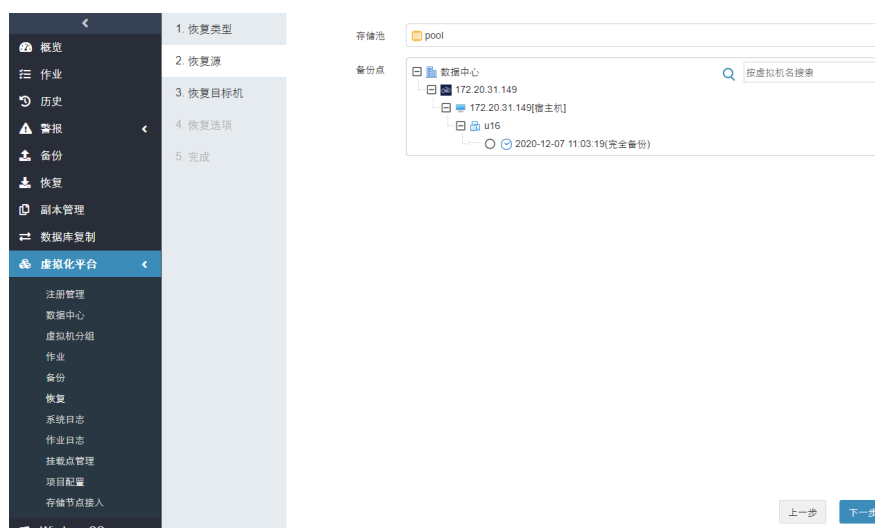 概览
作业
历史
警报
备份
恢复
副本管理
数据库复制
虚拟化平台
注册管理
数据中心
虚拟机分组
作业
备份
恢复
系统日志
作业日志
挂载点管理
项目配置
存储节点接入
1. 恢复类型
2. 恢复源
3. 恢复目标机
4. 恢复选项
5. 完成
存储池
pool
备份点
数据中心
按虚拟机名搜索
172.20.31.149
172.20.31.149[宿主机]
u16
2020-12-07 11:03:19(完全备份)
上一步
下一步